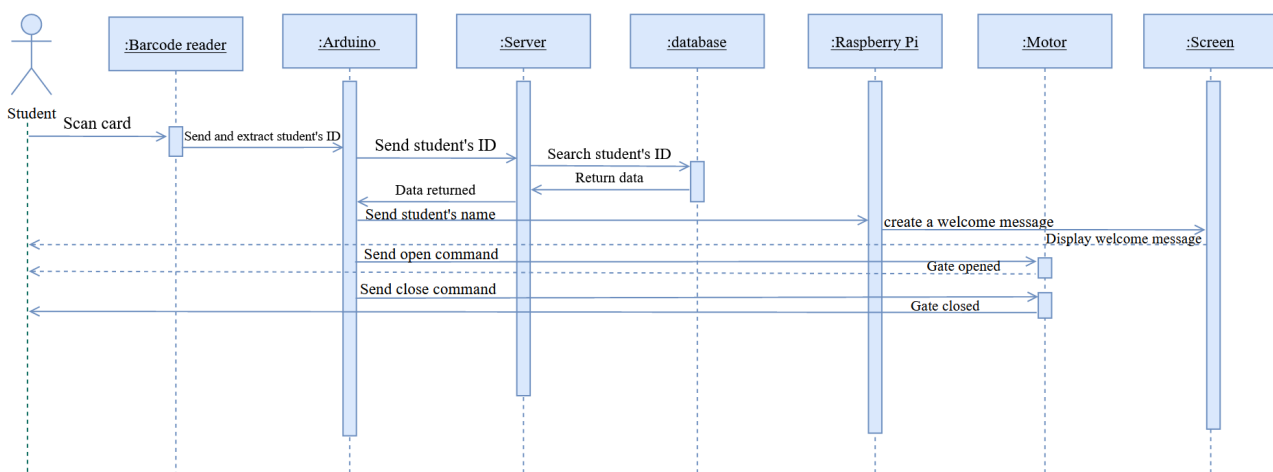 :Barcode reader
:Arduino
:Server
:database
:Raspberry Pi
:Motor
:Screen
Student
Scan card
Send and extract student's ID
Send student's ID
Search student's ID
Return data
Data returned
Send student's name
create a welcome message
Display welcome message
Send open command
Gate opened
Send close command
Gate closed